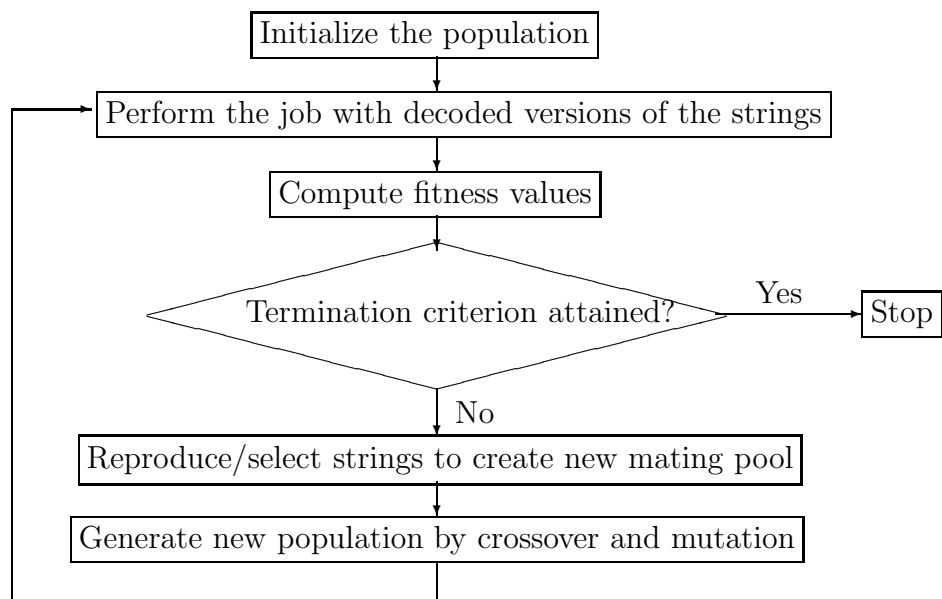 Initialize the population
Perform the job with decoded versions of the strings
Compute fitness values
Termination criterion attained?
Yes
Stop
No
Reproduce/select strings to create new mating pool
Generate new population by crossover and mutation